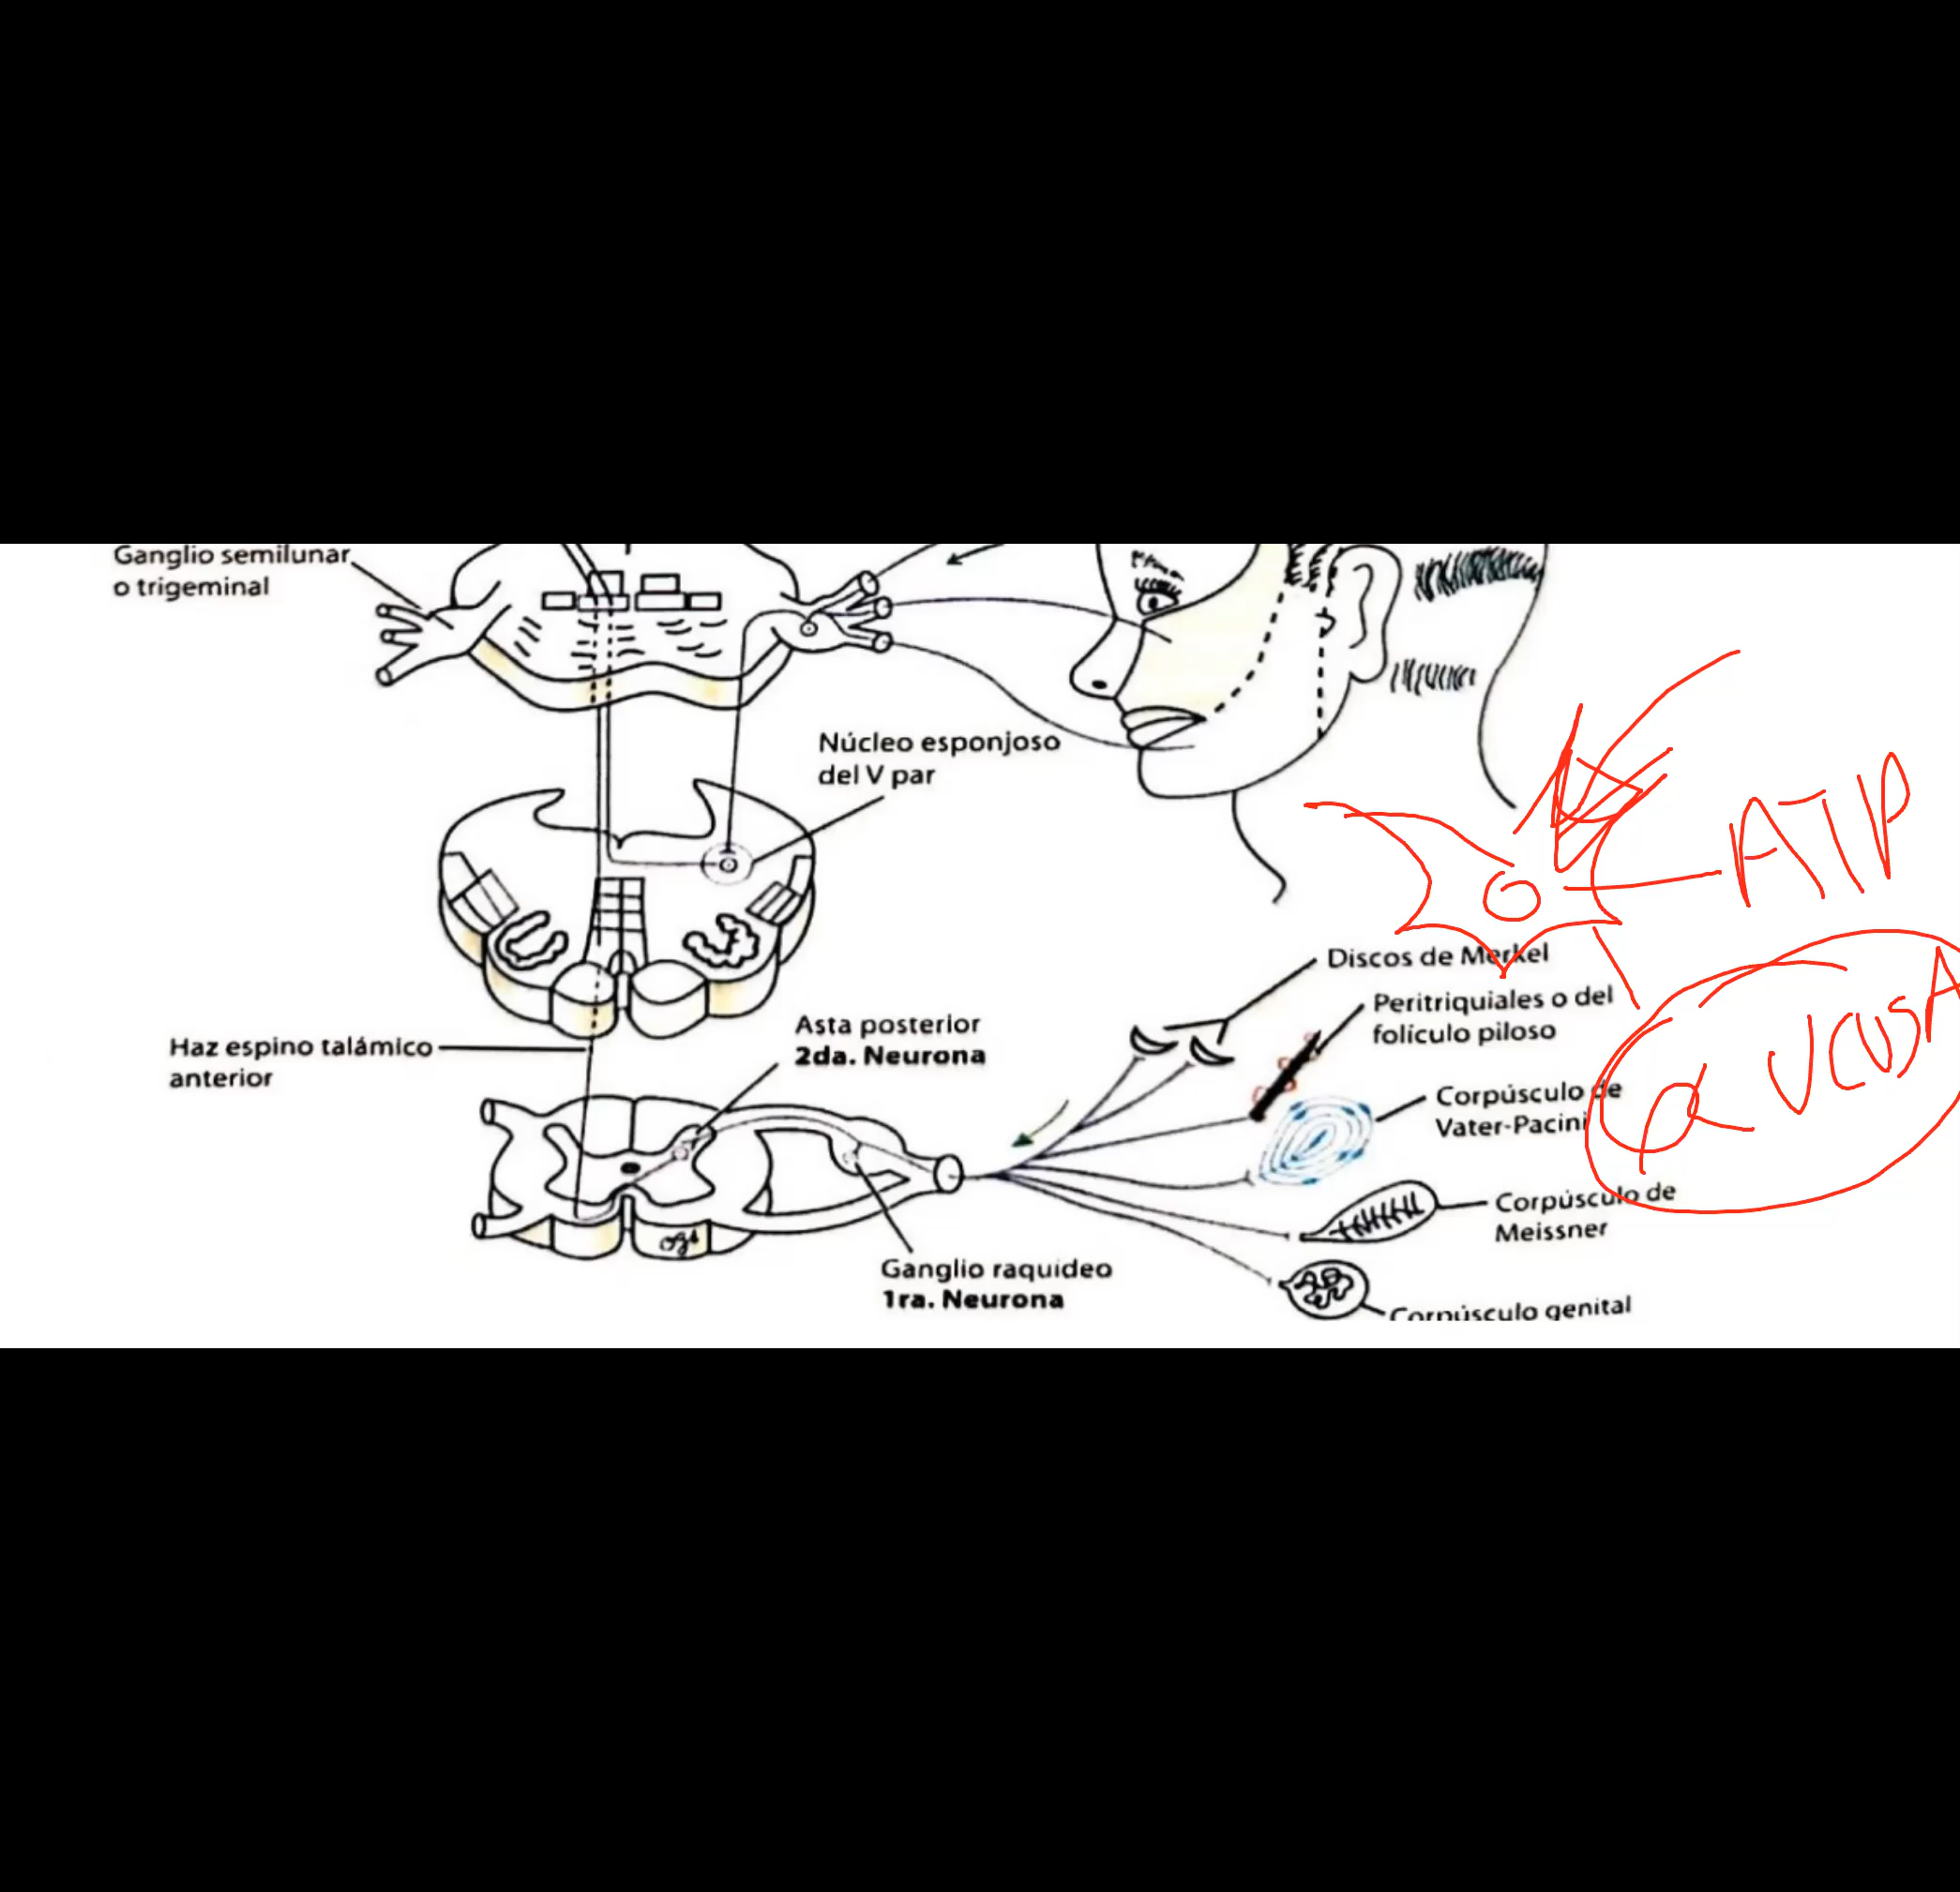 Ganglio semilunar
o trigeminal
Núcleo esponjoso
del V par
ATP
Discos de Merkel
Peritriquiales o del
folículo piloso
Haz espino talámico
anterior
Asta posterior
2da. Neurona
Corpúsculo de
Vater-Pacini
Corpúsculo de
Meissner
Ganglio raquideo
1ra. Neurona
Corpúsculo genital